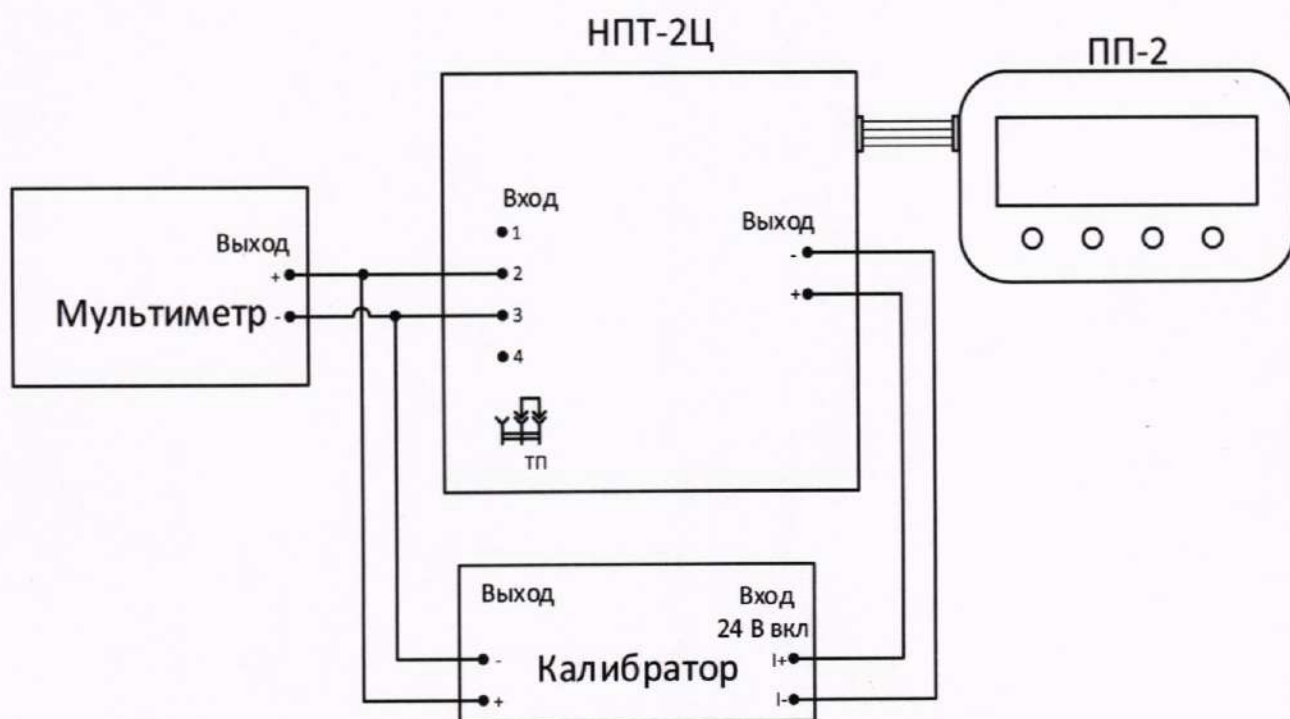 НПТ-2Ц
ПП-2
Вход
1
Выход
Выход
-
+
2
Мультиметр
-
3
+
4
ТП
Выход
Вход
24 В вкл
-
Калибратор
I+
+
I-